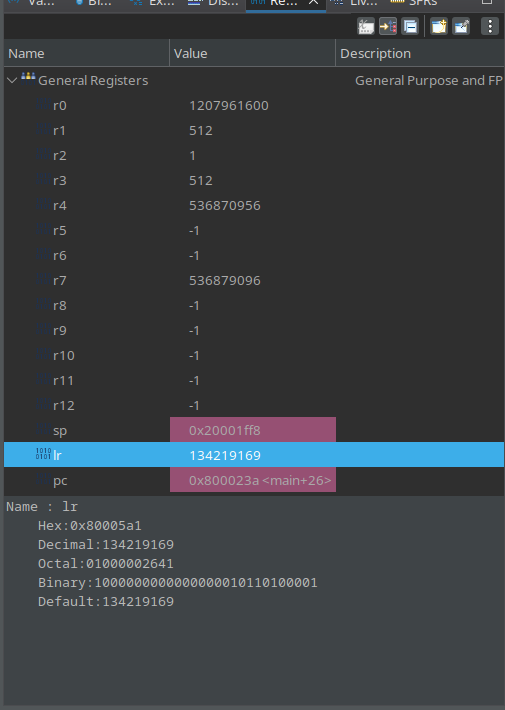 Va... Bl... Ex... Dis... Re... Liv... SFRs
Name Value Description
General Registers General Purpose and FP
r0 1207961600
r1 512
r2 1
r3 512
r4 536870956
r5 -1
r6 -1
r7 536879096
r8 -1
r9 -1
r10 -1
r11 -1
r12 -1
sp 0x20001ff8
1010
0101 lr 134219169
pc 0x800023a <main+26>
Name : lr
Hex:0x80005a1
Decimal:134219169
Octal:01000002641
Binary:1000000000000000010110100001
Default:134219169